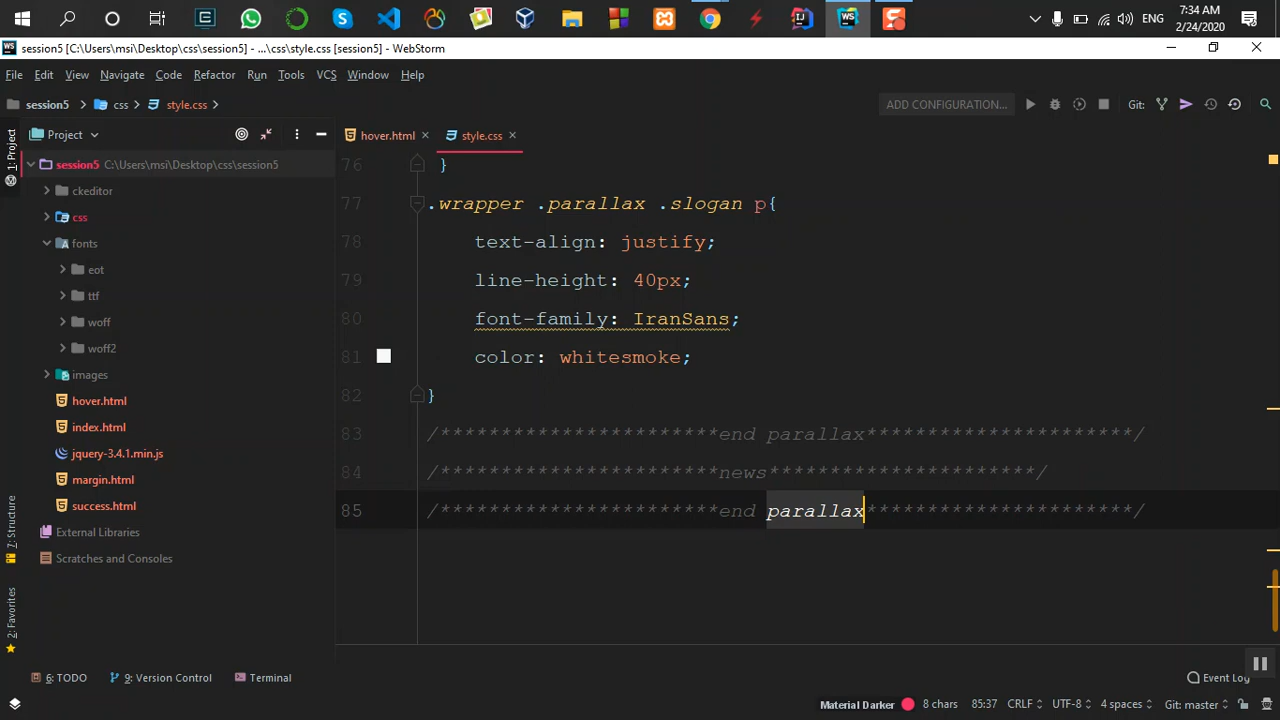 7:34 AM
ENG
2/24/2020
session5 [C:\Users\msi\Desktop\css\session5] - ...\css\style.css [session5] - WebStorm
File Edit View Navigate Code Refactor Run Tools VCS Window Help
session5 css style.css ADD CONFIGURATION... Git:
1: Project
Project
hover.html style.css
session5 C:\Users\msi\Desktop\css\session5
ckeditor
css
fonts
eot
ttf
woff
woff2
images
hover.html
index.html
jquery-3.4.1.min.js
margin.html
success.html
External Libraries
Scratches and Consoles
76 }
77 .wrapper .parallax .slogan p{
78 text-align: justify;
79 line-height: 40px;
80 font-family: IranSans;
81 color: whitesmoke;
82 }
83 /***********************end parallax**********************/
84 /***********************news**********************/
85 /***********************end parallax**********************/
7: Structure
2: Favorites
6: TODO 9: Version Control Terminal Event Log
Material Darker 8 chars 85:37 CRLF UTF-8 4 spaces Git: master